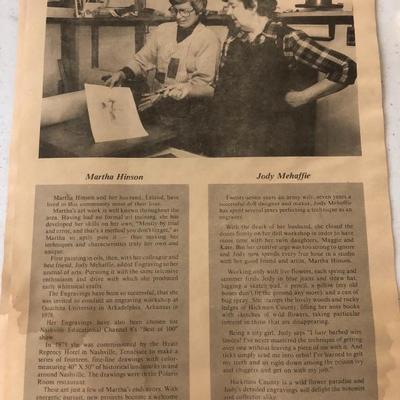 Martha Hinson
Martha Hinson and her husband, Leland, have
lived in this community most of their lives.
Martha's art work is well known throughout the
area. Having had no formal art training, she has
developed her skills on her own. "Mostly by trial
and error, and that's a method you don't forget," as
Martha so aptly puts it — thus making her
techniques and characteristics truly her own and
unique.
First painting in oils, then, with her colleague and
best friend, Jody Mehaffie, added Engraving to her
arsenal of arts. Pursuing it with the same intensive
enthusiasm and drive with which she produced
early whimsical crafts.
The Engravings have been so successful, that she
was invited to conduct an engraving workshop at
Ouachita University in Arkadelphia, Arkansas in
1978.
Her Engravings have also been chosen for
Nashville Educational Channel 8's "Best of 100"
show.
In 1978 she was commissioned by the Hyatt
Regency Hotel in Nashville, Tennessee to make a
series of fourteen, fine-line drawings with color-
measuring 40" X 50" of historical landmarks in and
around Nashville. The drawings were for the Polaris
Room restaurant.
These are just a few of Martha's endeavors. With
energetic pursuit, new projects become a welcome
Jody Mehaffie
Twenty-seven years an army wife, seven years a
successful doll designer and maker, Jody Mehaffie
has spent several years perfecting a technique as an
engraver.
With the death of her husband, she closed the
doors firmly on her doll workshop in order to have
more time with her twin daughters, Maggie and
Kate. But her creative urge was too strong to ignore
and Jody now spends every free hour in a studio
with her good friend and artist, Martha Hinson.
Working only with live flowers, each spring and
summer finds Jody in blue jeans and straw hat,
lugging a sketch pad, a pencil, a pillow (my old
bones don't fit the ground any more) and a can of
bug spray. She tramps the lovely woods and rocky
ledges of Hickman County, filling her note books
with sketches of wild flowers, taking particular
interest in those that are disappearing.
Being a city girl, Jody says "I hate barbed wire
fences! I've never mastered the technique of getting
over one without leaving a piece of me with it. And
ticks simply send me into orbit! I've learned to grit
my teeth and sit right down among the poison ivy
and chiggers and get on with my job."
Hickman County is a wild flower paradise and
Jody's detailed engravings will delight the botanist
and collector alike.